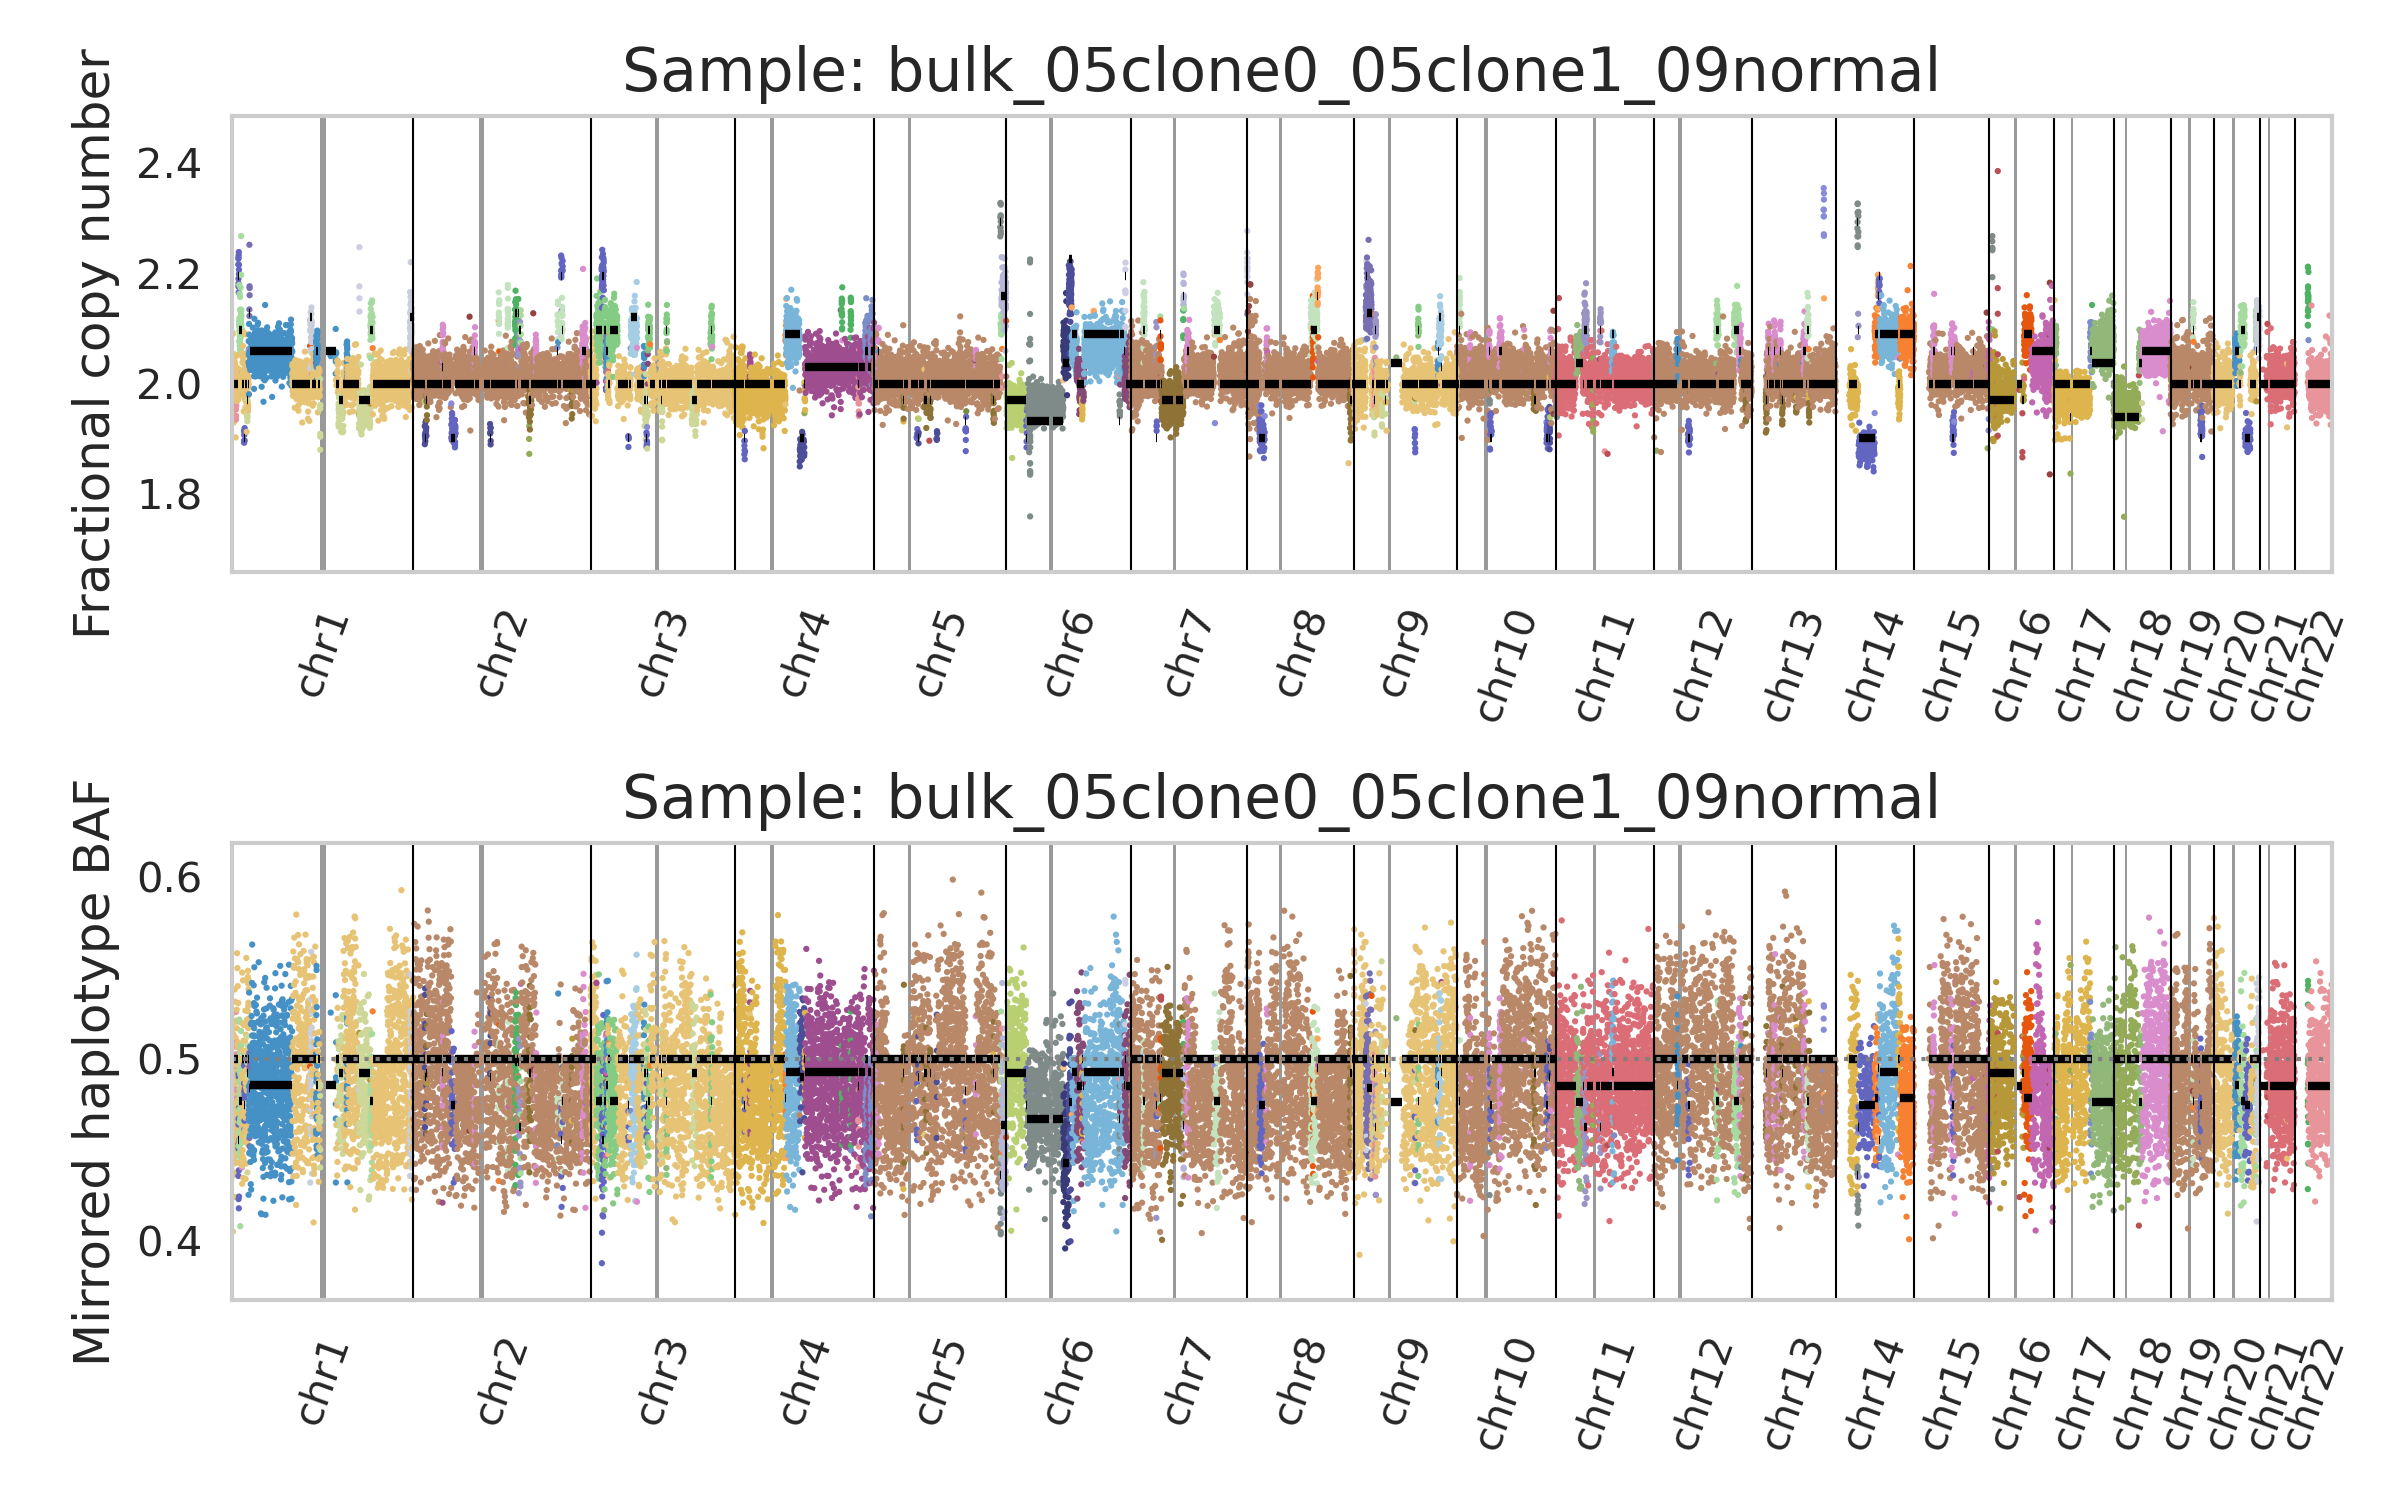 Sample: bulk_05clone0_05clone1_09normal
Fractional copy number
2.4
2.2
2.0
1.8
chr1 chr2 chr3 chr4 chr5 chr6 chr7 chr8 chr9 chr10 chr11 chr12 chr13 chr14 chr15 chr16 chr17 chr18 chr19 chr20 chr21 chr22
Sample: bulk_05clone0_05clone1_09normal
Mirrored haplotype BAF
0.6
0.5
0.4
chr1 chr2 chr3 chr4 chr5 chr6 chr7 chr8 chr9 chr10 chr11 chr12 chr13 chr14 chr15 chr16 chr17 chr18 chr19 chr20 chr21 chr22